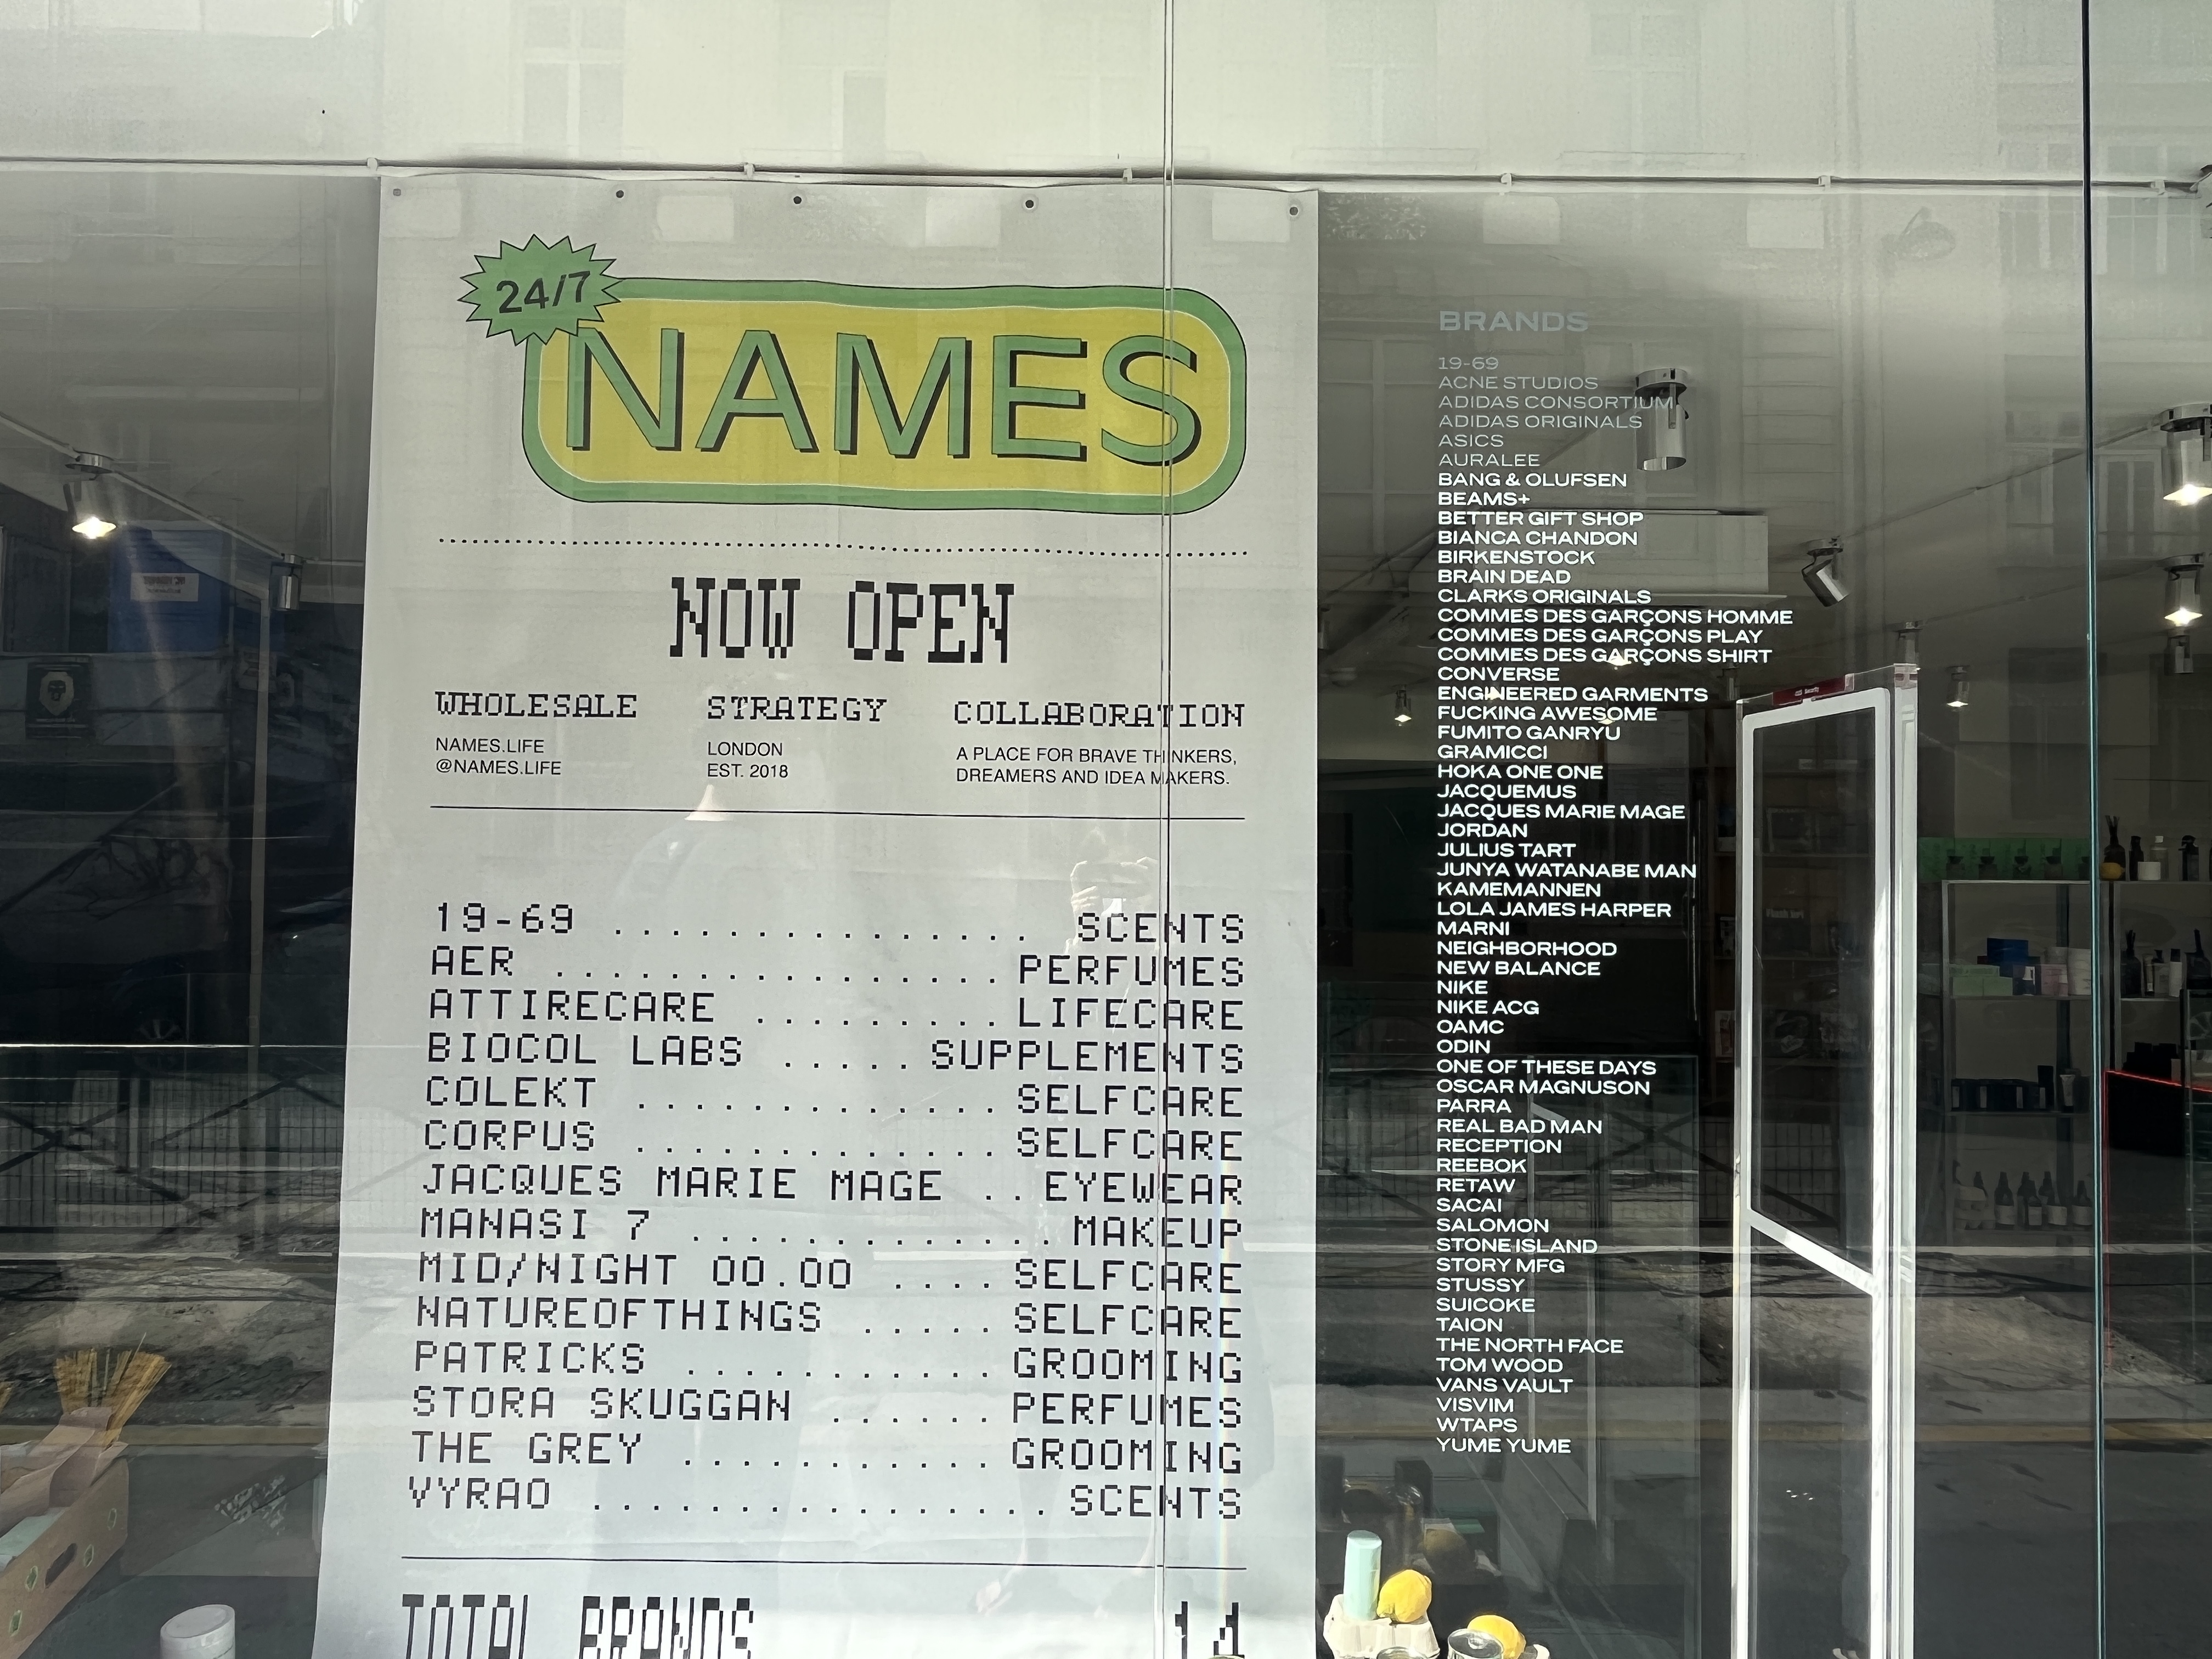 24/7
NAMES
NOW OPEN
WHOLESALE
NAMES.LIFE
@NAMES.LIFE
STRATEGY
LONDON
EST. 2018
COLLABORATION
A PLACE FOR BRAVE THINKERS,
DREAMERS AND IDEA MAKERS.
19-69 ............... SCENTS
AER ................ PERFUMES
ATTIRECARE ......... LIFECARE
BIOCOL LABS ..... SUPPLEMENTS
COLEKT ............. SELFCARE
CORPUS ............. SELFCARE
JACQUES MARIE MAGE .. EYEWEAR
MANASI 7 ............. MAKEUP
MID/NIGHT 00.00 .... SELFCARE
NATUREOFTHINGS ..... SELFCARE
PATRICKS ........... GROOMING
STORA SKUGGAN ...... PERFUMES
THE GREY ........... GROOMING
VYRAO ................ SCENTS
TOTAL BRANDS 14
BRANDS
19-69
ACNE STUDIOS
ADIDAS CONSORTIUM
ADIDAS ORIGINALS
ASICS
AURALEE
BANG & OLUFSEN
BEAMS+
BETTER GIFT SHOP
BIANCA CHANDON
BIRKENSTOCK
BRAIN DEAD
CLARKS ORIGINALS
COMMES DES GARÇONS HOMME
COMMES DES GARÇONS PLAY
COMMES DES GARÇONS SHIRT
CONVERSE
ENGINEERED GARMENTS
FUCKING AWESOME
FUMITO GANRYU
GRAMICCI
HOKA ONE ONE
JACQUEMUS
JACQUES MARIE MAGE
JORDAN
JULIUS TART
JUNYA WATANABE MAN
KAMEMANNEN
LOLA JAMES HARPER
MARNI
NEIGHBORHOOD
NEW BALANCE
NIKE
NIKE ACG
OAMC
ODIN
ONE OF THESE DAYS
OSCAR MAGNUSON
PARRA
REAL BAD MAN
RECEPTION
REEBOK
RETAW
SACAI
SALOMON
STONE ISLAND
STORY MFG
STUSSY
SUICOKE
TAION
THE NORTH FACE
TOM WOOD
VANS VAULT
VISVIM
WTAPS
YUME YUME